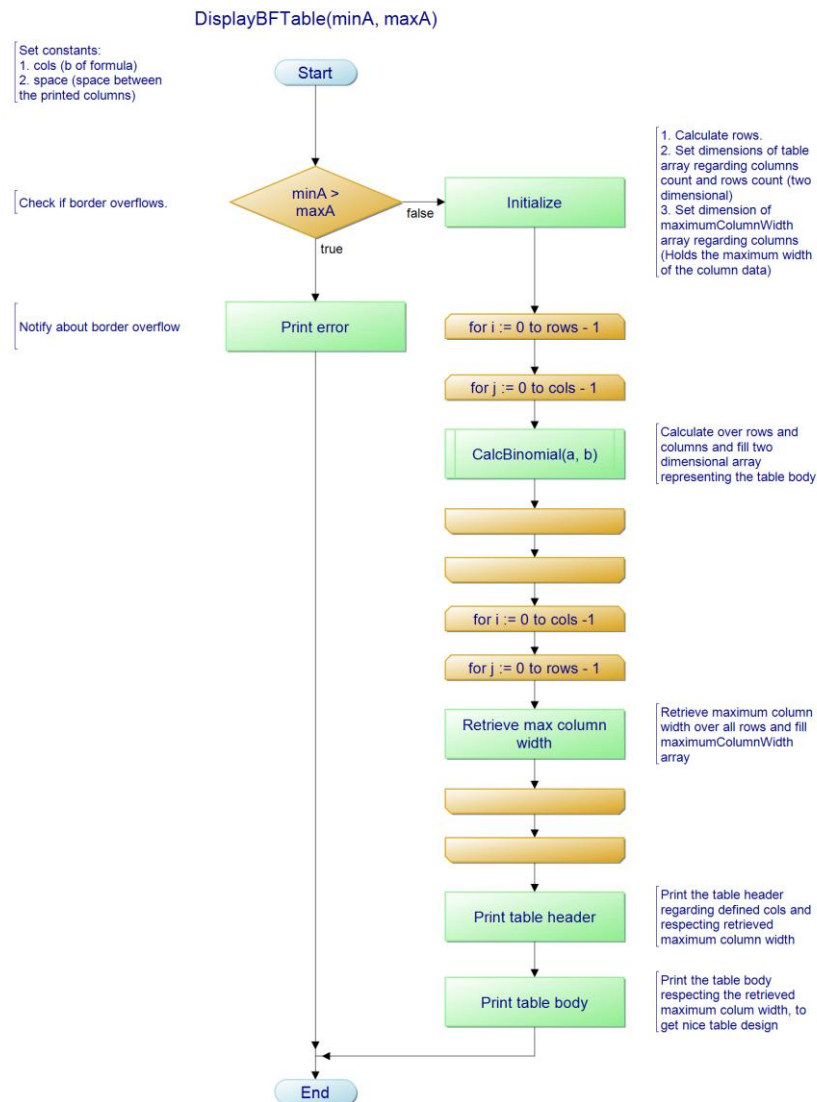 DisplayBFTable(minA, maxA)
Set constants:
1. cols (b of formula)
2. space (space between
the printed columns)
Start
Check if border overflows.
minA >
maxA
false
true
Initialize
1. Calculate rows.
2. Set dimensions of table
array regarding columns
count and rows count (two
dimensional)
3. Set dimension of
maximumColumnWidth
array regarding columns
(Holds the maximum width
of the column data)
Notify about border overflow
Print error
for i := 0 to rows - 1
for j := 0 to cols - 1
CalcBinomial(a, b)
Calculate over rows and
columns and fill two
dimensional array
representing the table body
for i := 0 to cols -1
for j := 0 to rows - 1
Retrieve max column
width
Retrieve maximum column
width over all rows and fill
maximumColumnWidth
array
Print table header
Print the table header
regarding defined cols and
respecting retrieved
maximum column width
Print table body
Print the table body
respecting the retrieved
maximum colum width, to
get nice table design
End